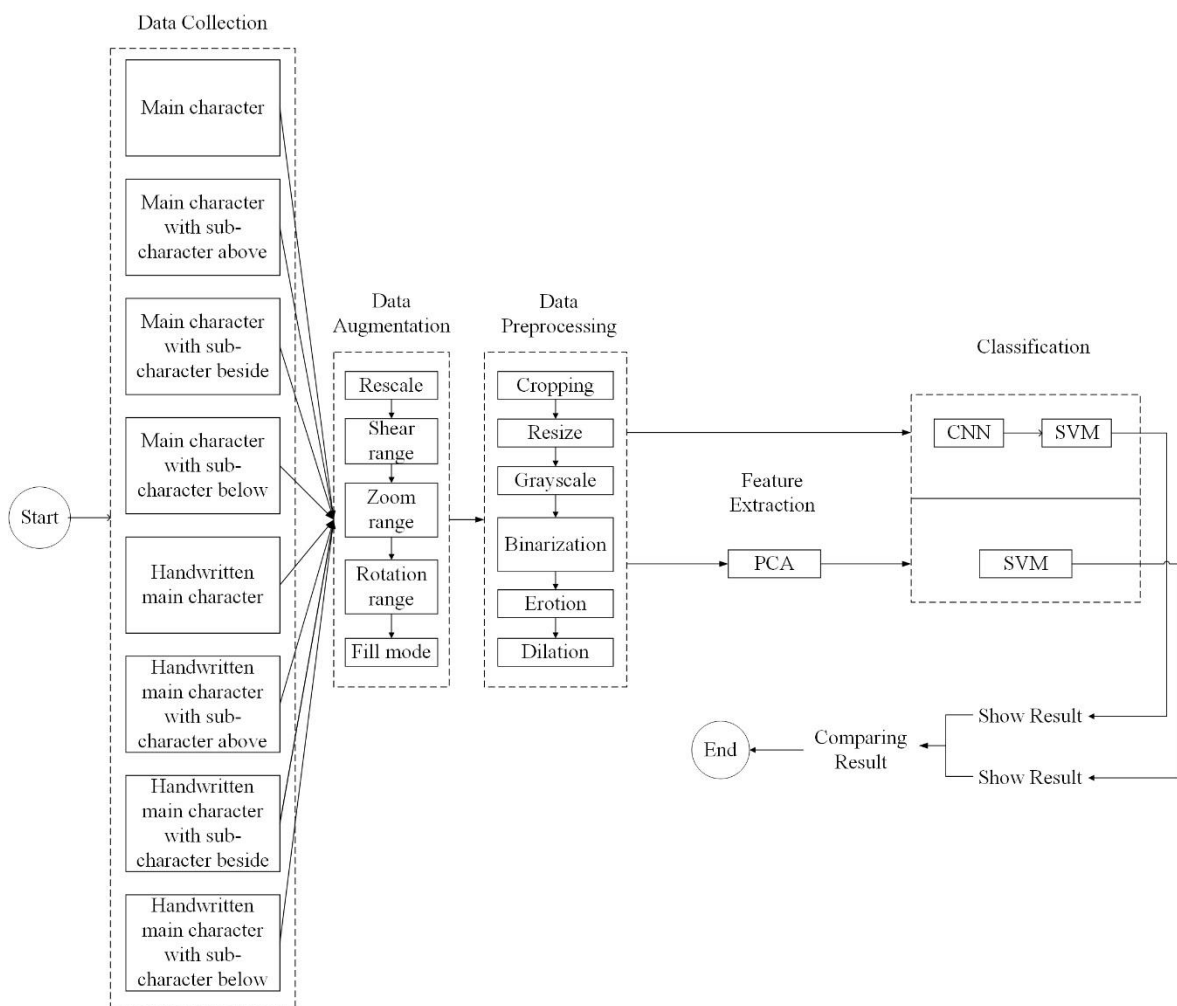 Data Collection
Main character
Main character
with sub-
character above
Main character
with sub-
character beside
Main character
with sub-
character below
Start
Handwritten
main character
Handwritten
main character
with sub-
character above
Handwritten
main character
with sub-
character beside
Handwritten
main character
with sub-
character below
Data
Augmentation
Rescale
Shear
range
Zoom
range
Rotation
range
Fill mode
Data
Preprocessing
Cropping
Resize
Grayscale
Binarization
Erotion
Dilation
Feature
Extraction
PCA
Classification
CNN
SVM
SVM
Show Result
Show Result
Comparing
Result
End